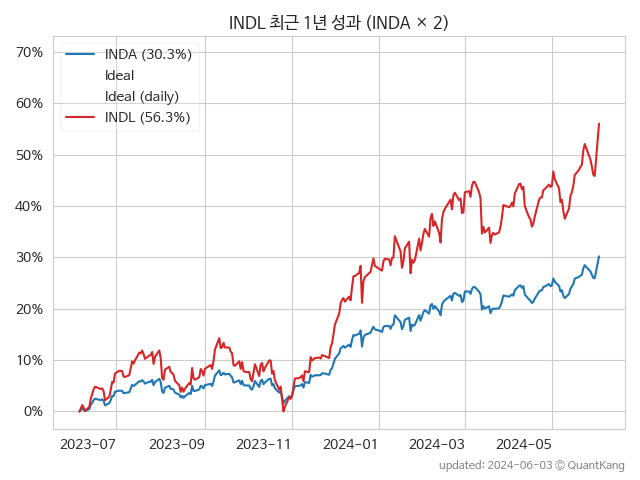 INDL 최근 1년 성과 (INDA × 2)
INDA (30.3%)
Ideal
Ideal (daily)
INDL (56.3%)
70%
60%
50%
40%
30%
20%
10%
0%
2023-07 2023-09 2023-11 2024-01 2024-03 2024-05
updated: 2024-06-03 ⓒ QuantKang